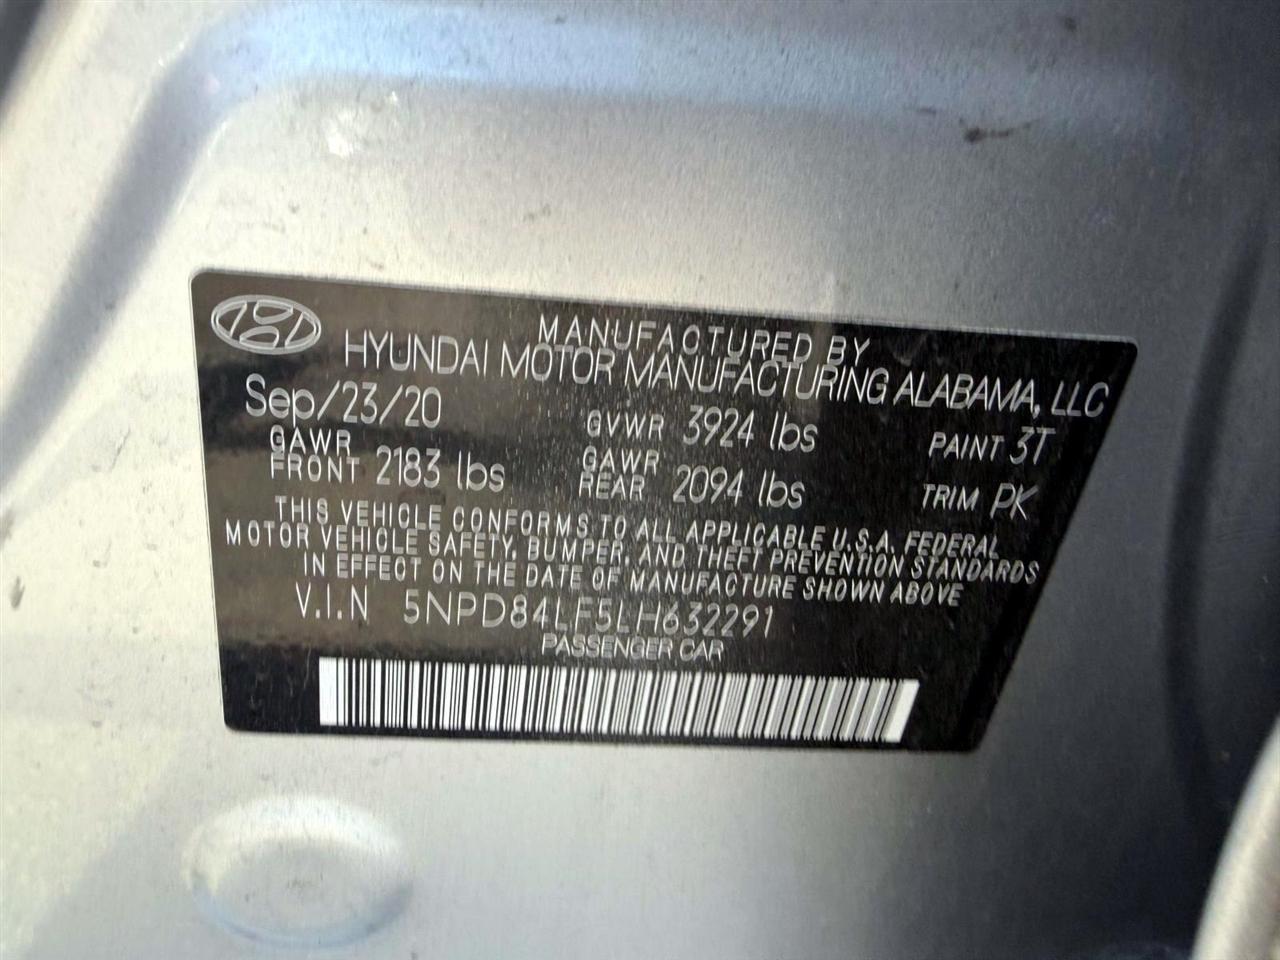 MANUFACTURED BY
HYUNDAI MOTOR MANUFACTURING ALABAMA, LLC
Sep/23/20 GVWR 3924 lbs PAINT 3T
GAWR FRONT 2183 lbs GAWR REAR 2094 lbs TRIM PK
THIS VEHICLE CONFORMS TO ALL APPLICABLE U.S.A. FEDERAL
MOTOR VEHICLE SAFETY, BUMPER, AND THEFT PREVENTION STANDARDS
IN EFFECT ON THE DATE OF MANUFACTURE SHOWN ABOVE
V.I.N 5NPD84LF5LH632291
PASSENGER CAR